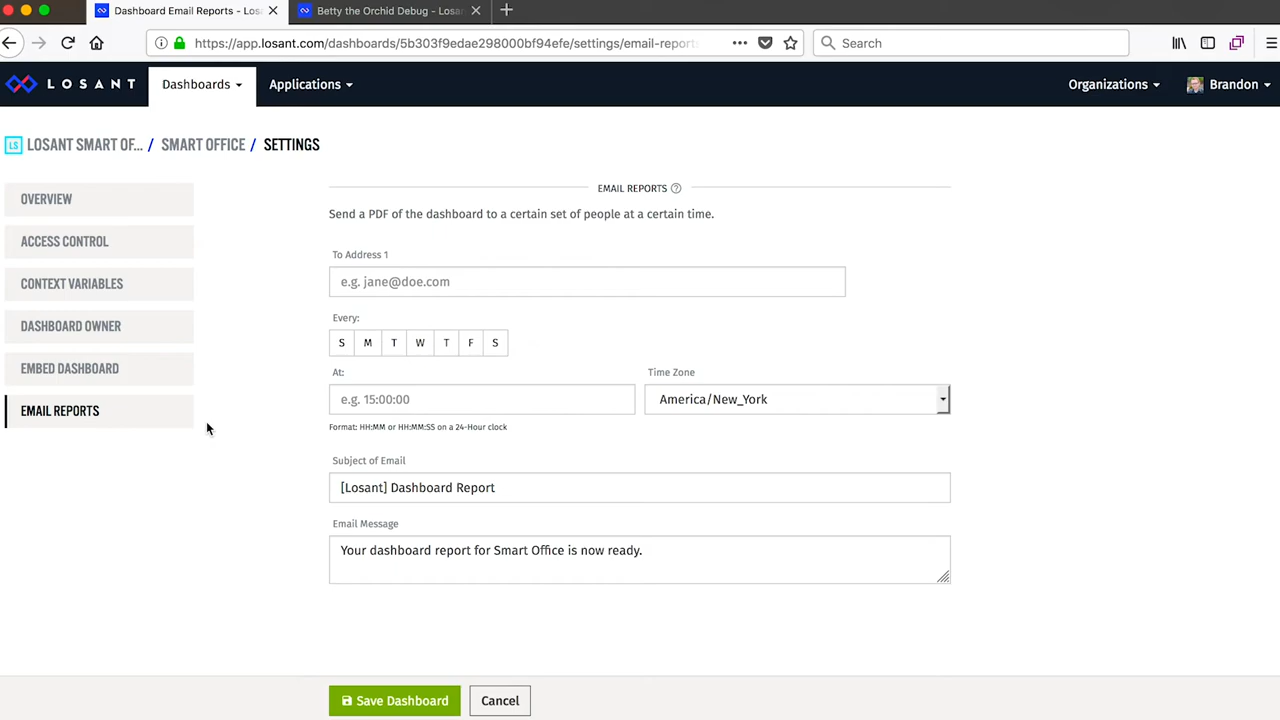 Dashboard Email Reports - Los
Betty the Orchid Debug - Losa
https://app.losant.com/dashboards/5b303f9edae298000bf94efe/settings/email-report
Search
LOSANT
Dashboards
Applications
Organizations
Brandon
LS LOSANT SMART OF... / SMART OFFICE / SETTINGS
OVERVIEW
ACCESS CONTROL
CONTEXT VARIABLES
DASHBOARD OWNER
EMBED DASHBOARD
EMAIL REPORTS
EMAIL REPORTS ?
Send a PDF of the dashboard to a certain set of people at a certain time.
To Address 1
e.g. jane@doe.com
Every:
S M T W T F S
At:
Time Zone
e.g. 15:00:00
America/New_York
Format: HH:MM or HH:MM:SS on a 24-Hour clock
Subject of Email
[Losant] Dashboard Report
Email Message
Your dashboard report for Smart Office is now ready.
Save Dashboard
Cancel